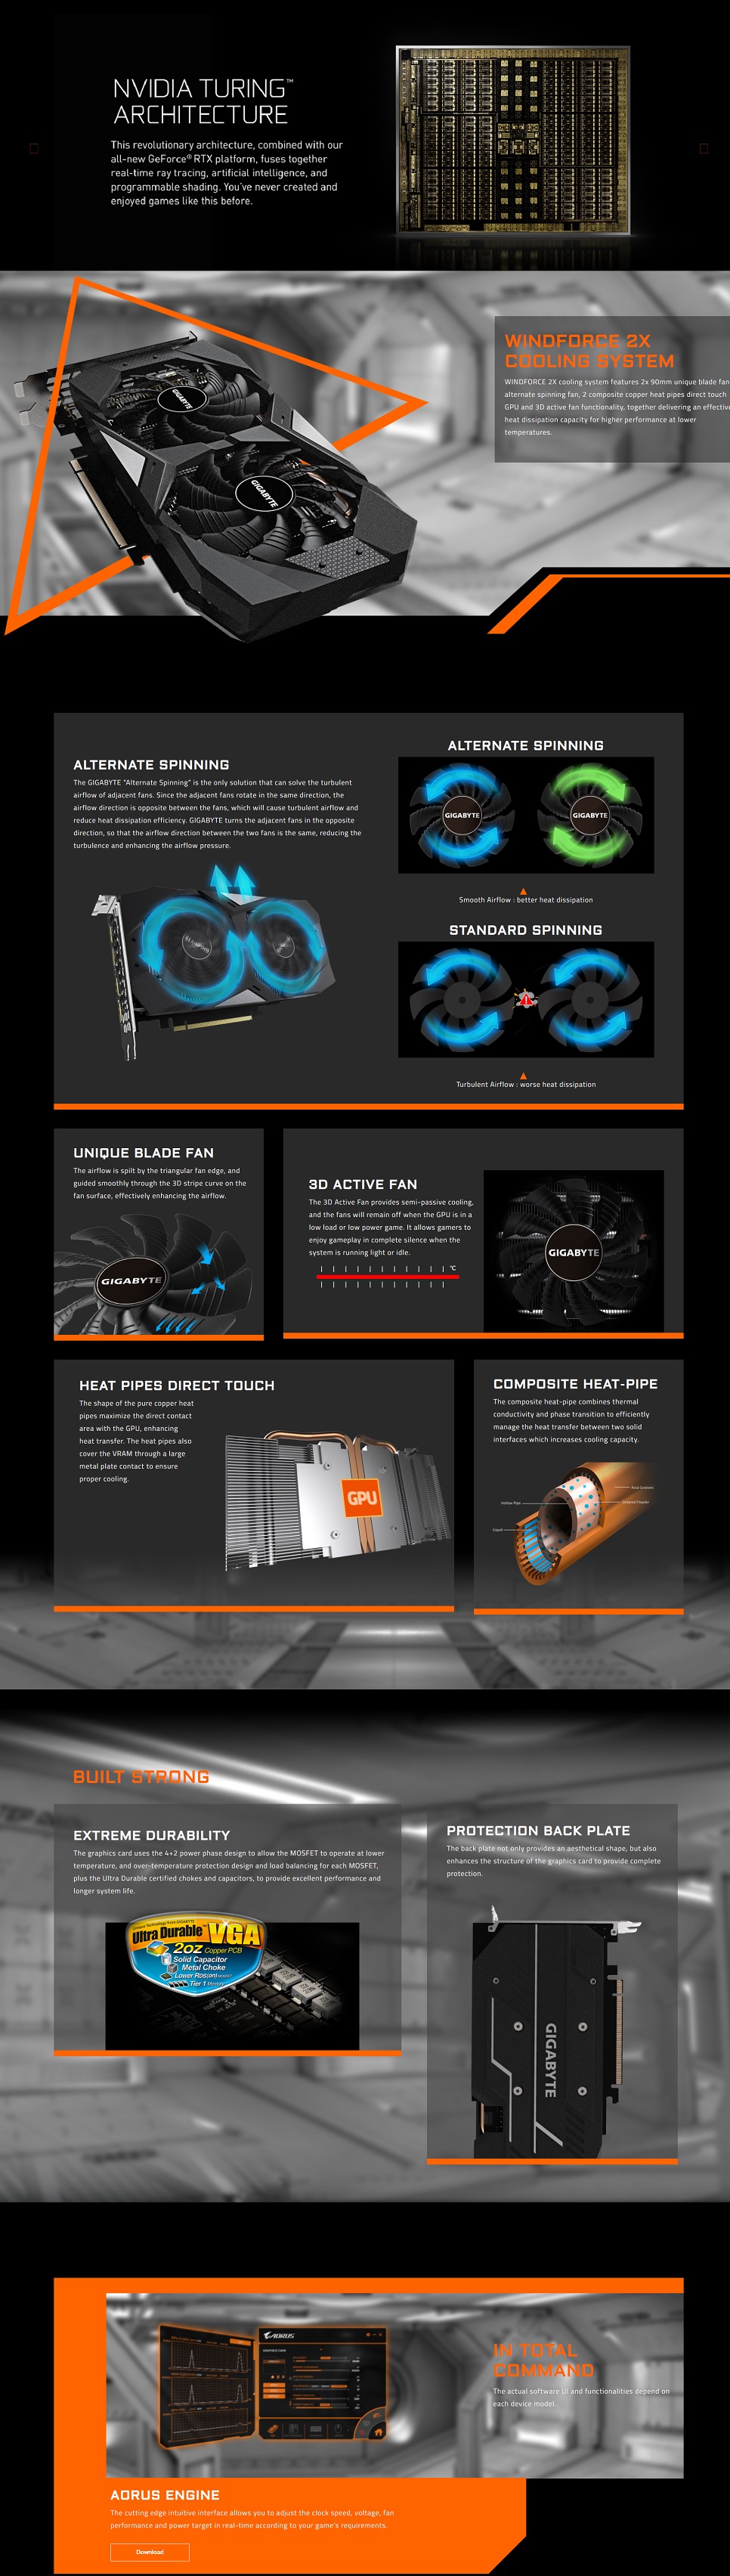 NVIDIA TURING™
ARCHITECTURE
This revolutionary architecture, combined with our
all-new GeForce® RTX platform, fuses together
real-time ray tracing, artificial intelligence, and
programmable shading. You've never created and
enjoyed games like this before.
WINDFORCE 2X
COOLING SYSTEM
WINDFORCE 2X cooling system features 2x 90mm unique blade fan
alternate spinning fan, 2 composite copper heat pipes direct touch
GPU and 3D active fan functionality, together delivering an effective
heat dissipation capacity for higher performance at lower
temperatures.
GIGABYTE
GIGABYTE
ALTERNATE SPINNING
The GIGABYTE "Alternate Spinning" is the only solution that can solve the turbulent
airflow of adjacent fans. Since the adjacent fans rotate in the same direction, the
airflow direction is opposite between the fans, which will cause turbulent airflow and
reduce heat dissipation efficiency. GIGABYTE turns the adjacent fans in the opposite
direction, so that the airflow direction between the two fans is the same, reducing the
turbulence and enhancing the airflow pressure.
ALTERNATE SPINNING
GIGABYTE
GIGABYTE
Smooth Airflow : better heat dissipation
STANDARD SPINNING
Turbulent Airflow : worse heat dissipation
UNIQUE BLADE FAN
The airflow is spilt by the triangular fan edge, and
guided smoothly through the 3D stripe curve on the
fan surface, effectively enhancing the airflow.
GIGABYTE
3D ACTIVE FAN
The 3D Active Fan provides semi-passive cooling,
and the fans will remain off when the GPU is in a
low load or low power game. It allows gamers to
enjoy gameplay in complete silence when the
system is running light or idle.
℃
GIGABYTE
HEAT PIPES DIRECT TOUCH
The shape of the pure copper heat
pipes maximize the direct contact
area with the GPU, enhancing
heat transfer. The heat pipes also
cover the VRAM through a large
metal plate contact to ensure
proper cooling.
GPU
COMPOSITE HEAT-PIPE
The composite heat-pipe combines thermal
conductivity and phase transition to efficiently
manage the heat transfer between two solid
interfaces which increases cooling capacity.
Axial Grooves
Hollow Pipe
Sintered Powder
Liquid
BUILT STRONG
EXTREME DURABILITY
The graphics card uses the 4+2 power phase design to allow the MOSFET to operate at lower
temperature, and over-temperature protection design and load balancing for each MOSFET,
plus the Ultra Durable certified chokes and capacitors, to provide excellent performance and
longer system life.
Ultra Durable™ VGA
2oz Copper PCB
Solid Capacitor
Metal Choke
Lower RDS(on) MOSFET
Tier 1 Memory
PROTECTION BACK PLATE
The back plate not only provides an aesthetical shape, but also
enhances the structure of the graphics card to provide complete
protection.
GIGABYTE
AORUS
IN TOTAL
COMMAND
The actual software UI and functionalities depend on
each device model.
AORUS ENGINE
The cutting edge intuitive interface allows you to adjust the clock speed, voltage, fan
performance and power target in real-time according to your game's requirements.
Download